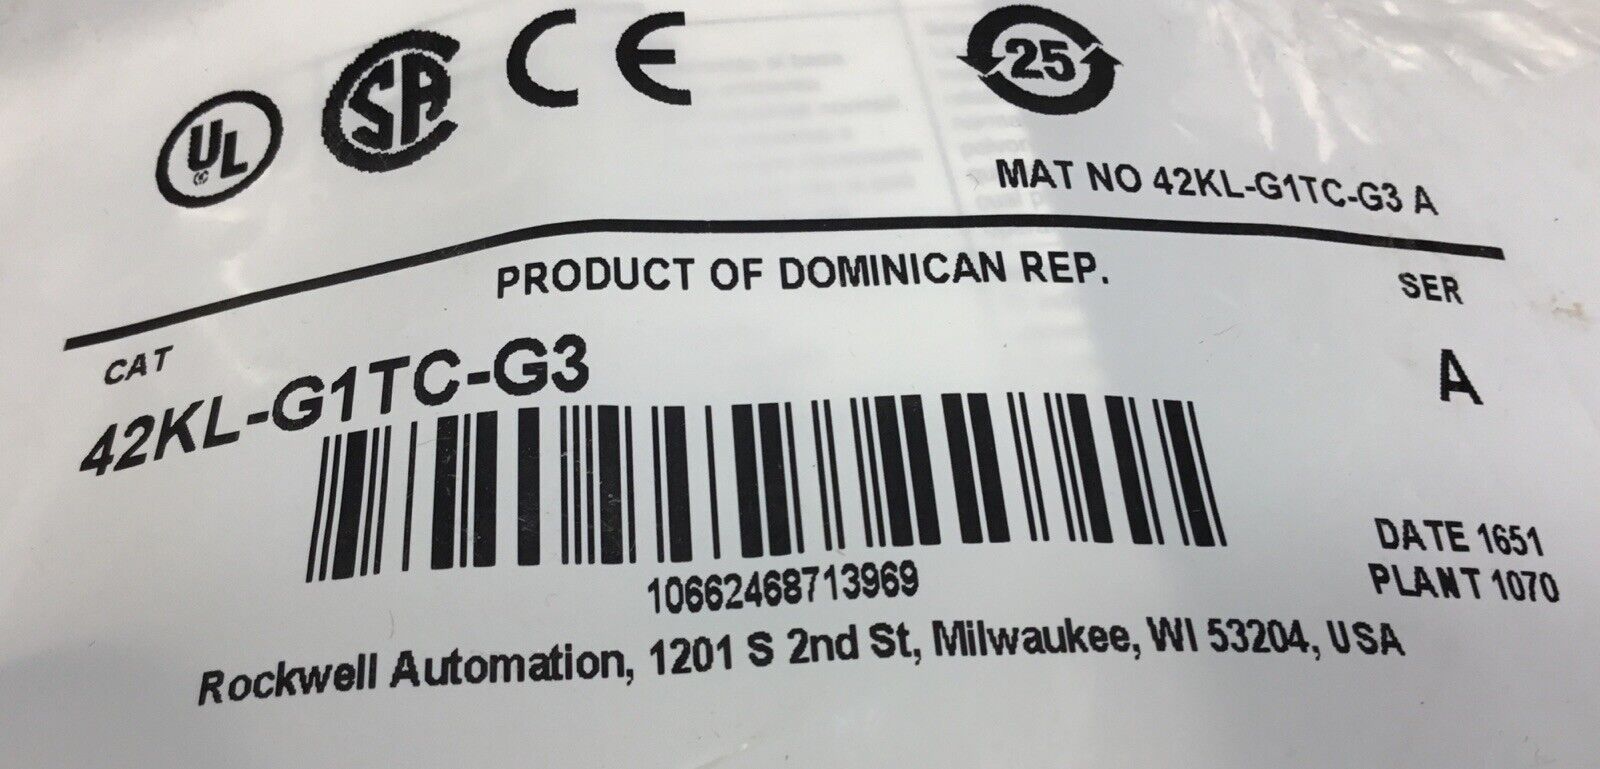 UL
SA
CE
25
MAT NO 42KL-G1TC-G3 A
PRODUCT OF DOMINICAN REP.
SER
CAT
42KL-G1TC-G3
A
10662468713969
DATE 1651
PLANT 1070
Rockwell Automation, 1201 S 2nd St, Milwaukee, WI 53204, USA